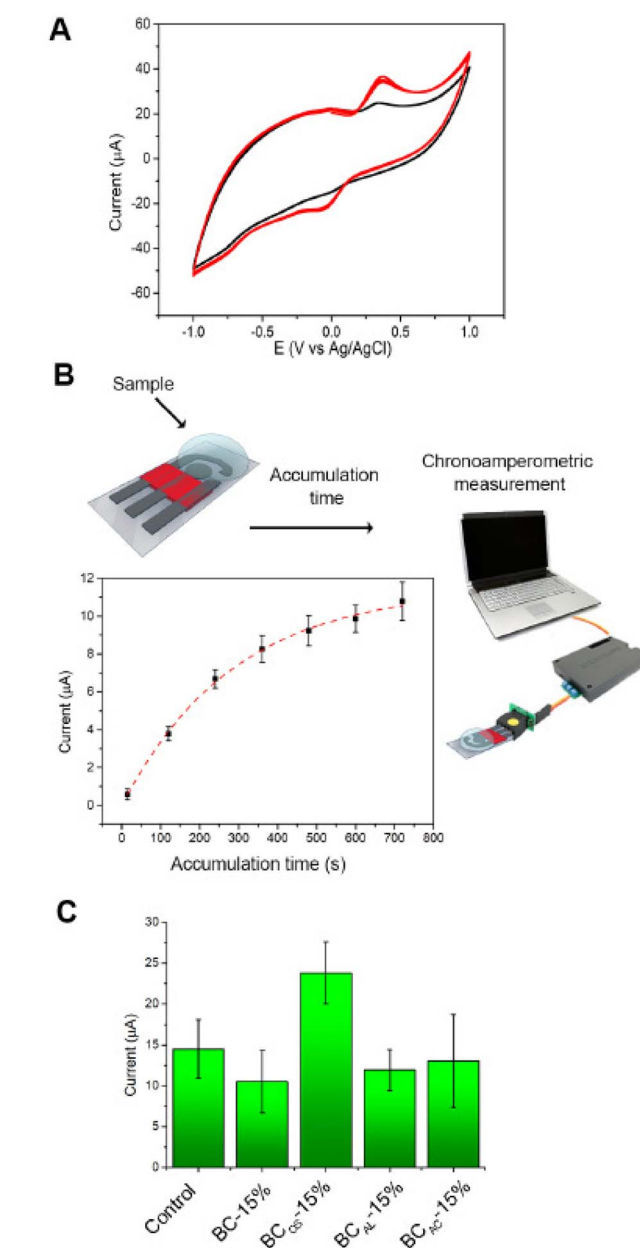 A
60
40
20
0
-20
-40
-60
Current (μA)
-1.0 -0.5 0.0 0.5 1.0
E (V vs Ag/AgCl)
B
Sample
Accumulation
time
Chronoamperometric
measurement
12
10
8
6
4
2
0
Current (μA)
0 100 200 300 400 500 600 700 800
Accumulation time (s)
C
30
25
20
15
10
5
0
Current (μA)
Control BC-15% BC_OS-15% BC_AL-15% BC_AC-15%